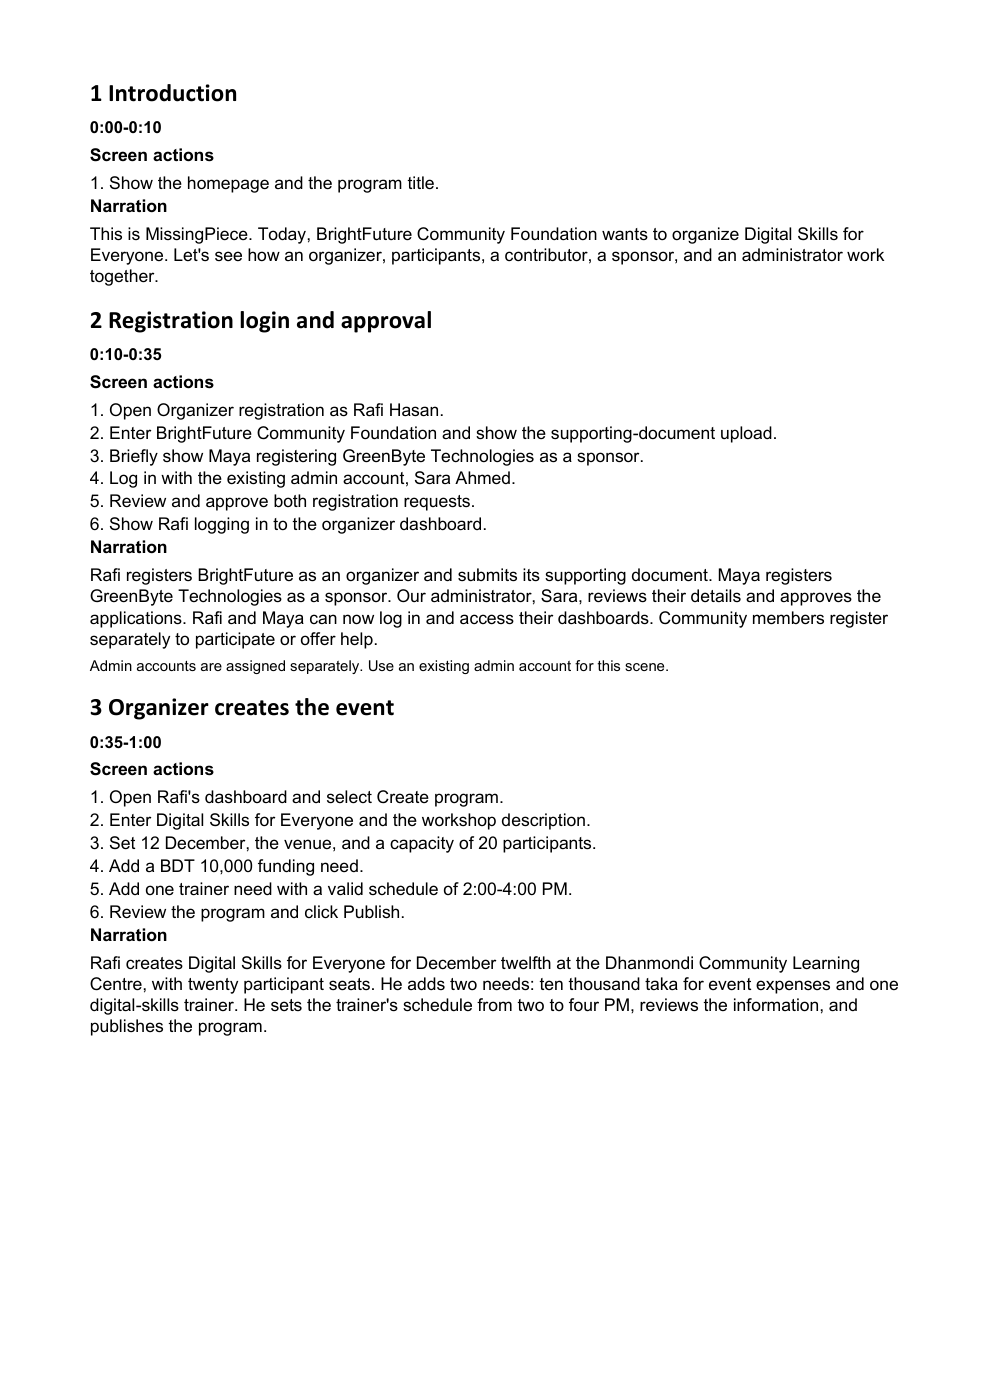 1 Introduction
0:00-0:10
Screen actions
1. Show the homepage and the program title.
Narration
This is MissingPiece. Today, BrightFuture Community Foundation wants to organize Digital Skills for
Everyone. Let's see how an organizer, participants, a contributor, a sponsor, and an administrator work
together.
2 Registration login and approval
0:10-0:35
Screen actions
1. Open Organizer registration as Rafi Hasan.
2. Enter BrightFuture Community Foundation and show the supporting-document upload.
3. Briefly show Maya registering GreenByte Technologies as a sponsor.
4. Log in with the existing admin account, Sara Ahmed.
5. Review and approve both registration requests.
6. Show Rafi logging in to the organizer dashboard.
Narration
Rafi registers BrightFuture as an organizer and submits its supporting document. Maya registers
GreenByte Technologies as a sponsor. Our administrator, Sara, reviews their details and approves the
applications. Rafi and Maya can now log in and access their dashboards. Community members register
separately to participate or offer help.
Admin accounts are assigned separately. Use an existing admin account for this scene.
3 Organizer creates the event
0:35-1:00
Screen actions
1. Open Rafi's dashboard and select Create program.
2. Enter Digital Skills for Everyone and the workshop description.
3. Set 12 December, the venue, and a capacity of 20 participants.
4. Add a BDT 10,000 funding need.
5. Add one trainer need with a valid schedule of 2:00-4:00 PM.
6. Review the program and click Publish.
Narration
Rafi creates Digital Skills for Everyone for December twelfth at the Dhanmondi Community Learning
Centre, with twenty participant seats. He adds two needs: ten thousand taka for event expenses and one
digital-skills trainer. He sets the trainer's schedule from two to four PM, reviews the information, and
publishes the program.